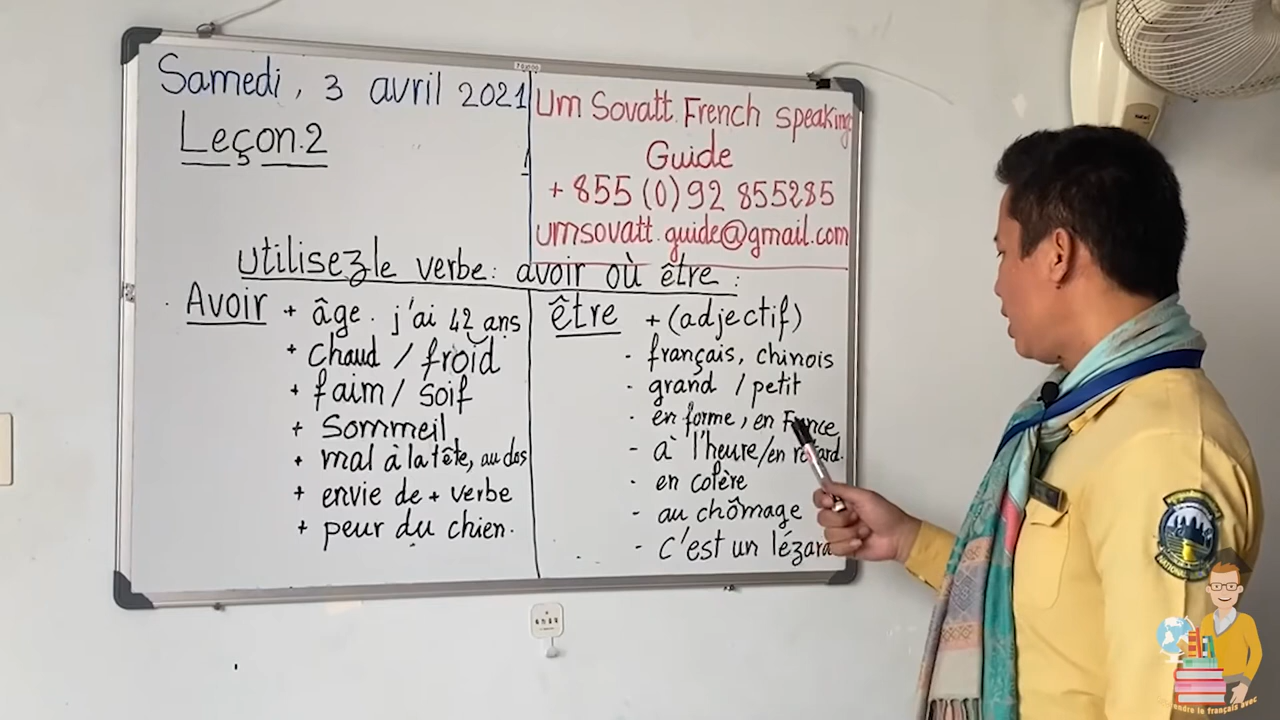 Samedi, 3 avril 2021
Leçon.2
Um Sovatt. French speaking
Guide
+ 855 (0) 92 855285
umsovatt.guide@gmail.com
utilisez le verbe: avoir où être :
Avoir + âge. j'ai 42 ans
+ chaud / froid
+ faim / soif
+ Sommeil
+ mal à la tête, au dos
+ envie de + verbe
+ peur du chien.
être + (adjectif)
- français, chinois
- grand / petit
- en forme, en France
- à l'heure/en retard.
- en colère
- au chômage
- c'est un lézard